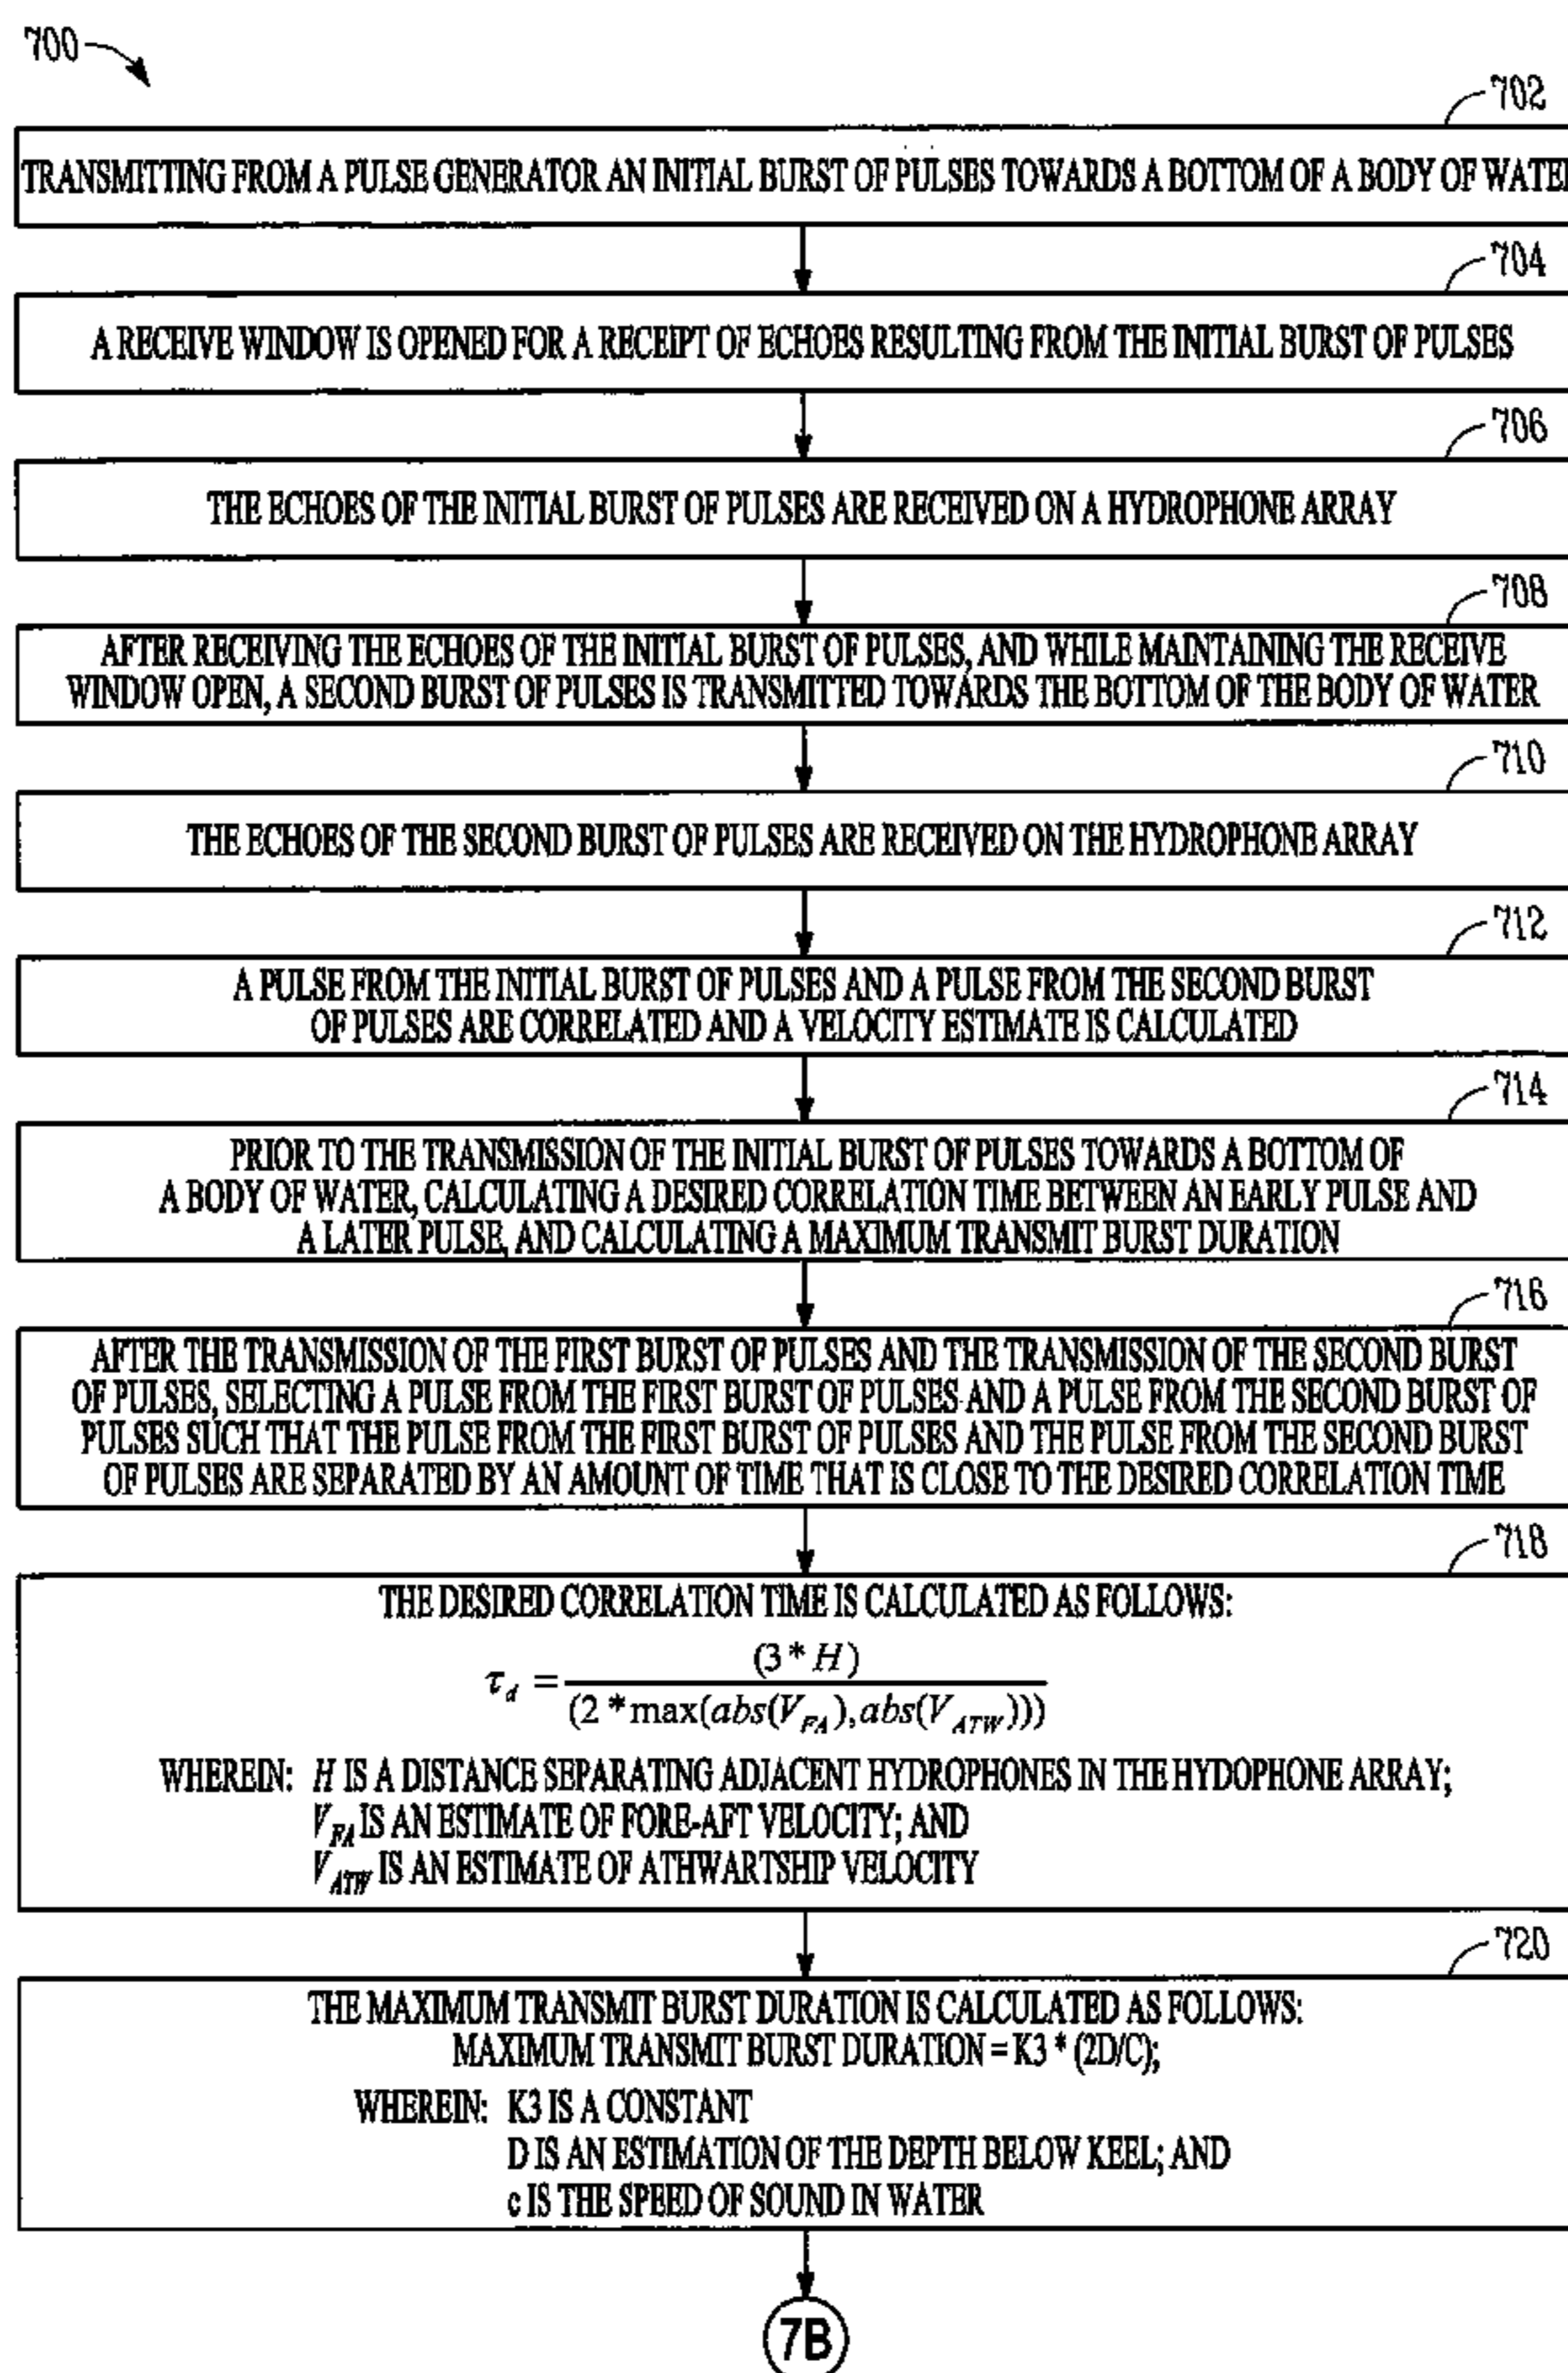 700
702
TRANSMITTING FROM A PULSE GENERATOR AN INITIAL BURST OF PULSES TOWARDS A BOTTOM OF A BODY OF WATE
704
A RECEIVE WINDOW IS OPENED FOR A RECEIPT OF ECHOES RESULTING FROM THE INITIAL BURST OF PULSES
706
THE ECHOES OF THE INITIAL BURST OF PULSES ARE RECEIVED ON A HYDROPHONE ARRAY
708
AFTER RECEIVING THE ECHOES OF THE INITIAL BURST OF PULSES, AND WHILE MAINTAINING THE RECEIVE
WINDOW OPEN, A SECOND BURST OF PULSES IS TRANSMITTED TOWARDS THE BOTTOM OF THE BODY OF WATER
710
THE ECHOES OF THE SECOND BURST OF PULSES ARE RECEIVED ON THE HYDROPHONE ARRAY
712
A PULSE FROM THE INITIAL BURST OF PULSES AND A PULSE FROM THE SECOND BURST
OF PULSES ARE CORRELATED AND A VELOCITY ESTIMATE IS CALCULATED
714
PRIOR TO THE TRANSMISSION OF THE INITIAL BURST OF PULSES TOWARDS A BOTTOM OF
A BODY OF WATER, CALCULATING A DESIRED CORRELATION TIME BETWEEN AN EARLY PULSE AND
A LATER PULSE, AND CALCULATING A MAXIMUM TRANSMIT BURST DURATION
716
AFTER THE TRANSMISSION OF THE FIRST BURST OF PULSES AND THE TRANSMISSION OF THE SECOND BURST
OF PULSES, SELECTING A PULSE FROM THE FIRST BURST OF PULSES AND A PULSE FROM THE SECOND BURST OF
PULSES SUCH THAT THE PULSE FROM THE FIRST BURST OF PULSES AND THE PULSE FROM THE SECOND BURST
OF PULSES ARE SEPARATED BY AN AMOUNT OF TIME THAT IS CLOSE TO THE DESIRED CORRELATION TIME
718
THE DESIRED CORRELATION TIME IS CALCULATED AS FOLLOWS:
τ_d = (3 * H) / (2 * max(abs(V_FA), abs(V_ATW)))
WHEREIN: H IS A DISTANCE SEPARATING ADJACENT HYDROPHONES IN THE HYDOPHONE ARRAY;
V_FA IS AN ESTIMATE OF FORE-AFT VELOCITY; AND
V_ATW IS AN ESTIMATE OF ATHWARTSHIP VELOCITY
720
THE MAXIMUM TRANSMIT BURST DURATION IS CALCULATED AS FOLLOWS:
MAXIMUM TRANSMIT BURST DURATION = K3 * (2D/C);
WHEREIN: K3 IS A CONSTANT
D IS AN ESTIMATION OF THE DEPTH BELOW KEEL; AND
c IS THE SPEED OF SOUND IN WATER
7B